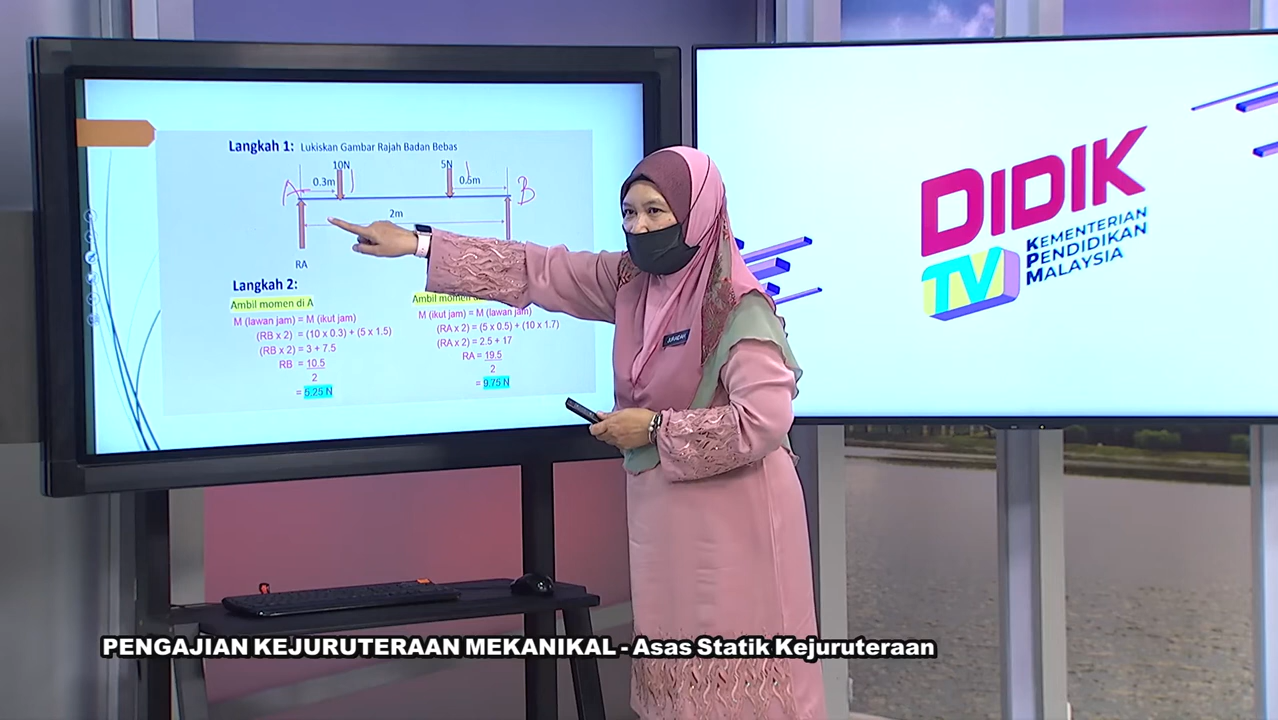 Langkah 1: Lukiskan Gambar Rajah Badan Bebas
10N
5N
0.3m
0.5m
A
B
2m
RA
Langkah 2:
Ambil momen di A
M (lawan jam) = M (ikut jam)
(RB x 2) = (10 x 0.3) + (5 x 1.5)
(RB x 2) = 3 + 7.5
RB = 10.5
2
= 5.25 N
Ambil momen
M (ikut jam) = M (lawan jam)
(RA x 2) = (5 x 0.5) + (10 x 1.7)
(RA x 2) = 2.5 + 17
RA = 19.5
2
= 9.75 N
DIDIK
TV
KEMENTERIAN
PENDIDIKAN
MALAYSIA
PENGAJIAN KEJURUTERAAN MEKANIKAL - Asas Statik Kejuruteraan